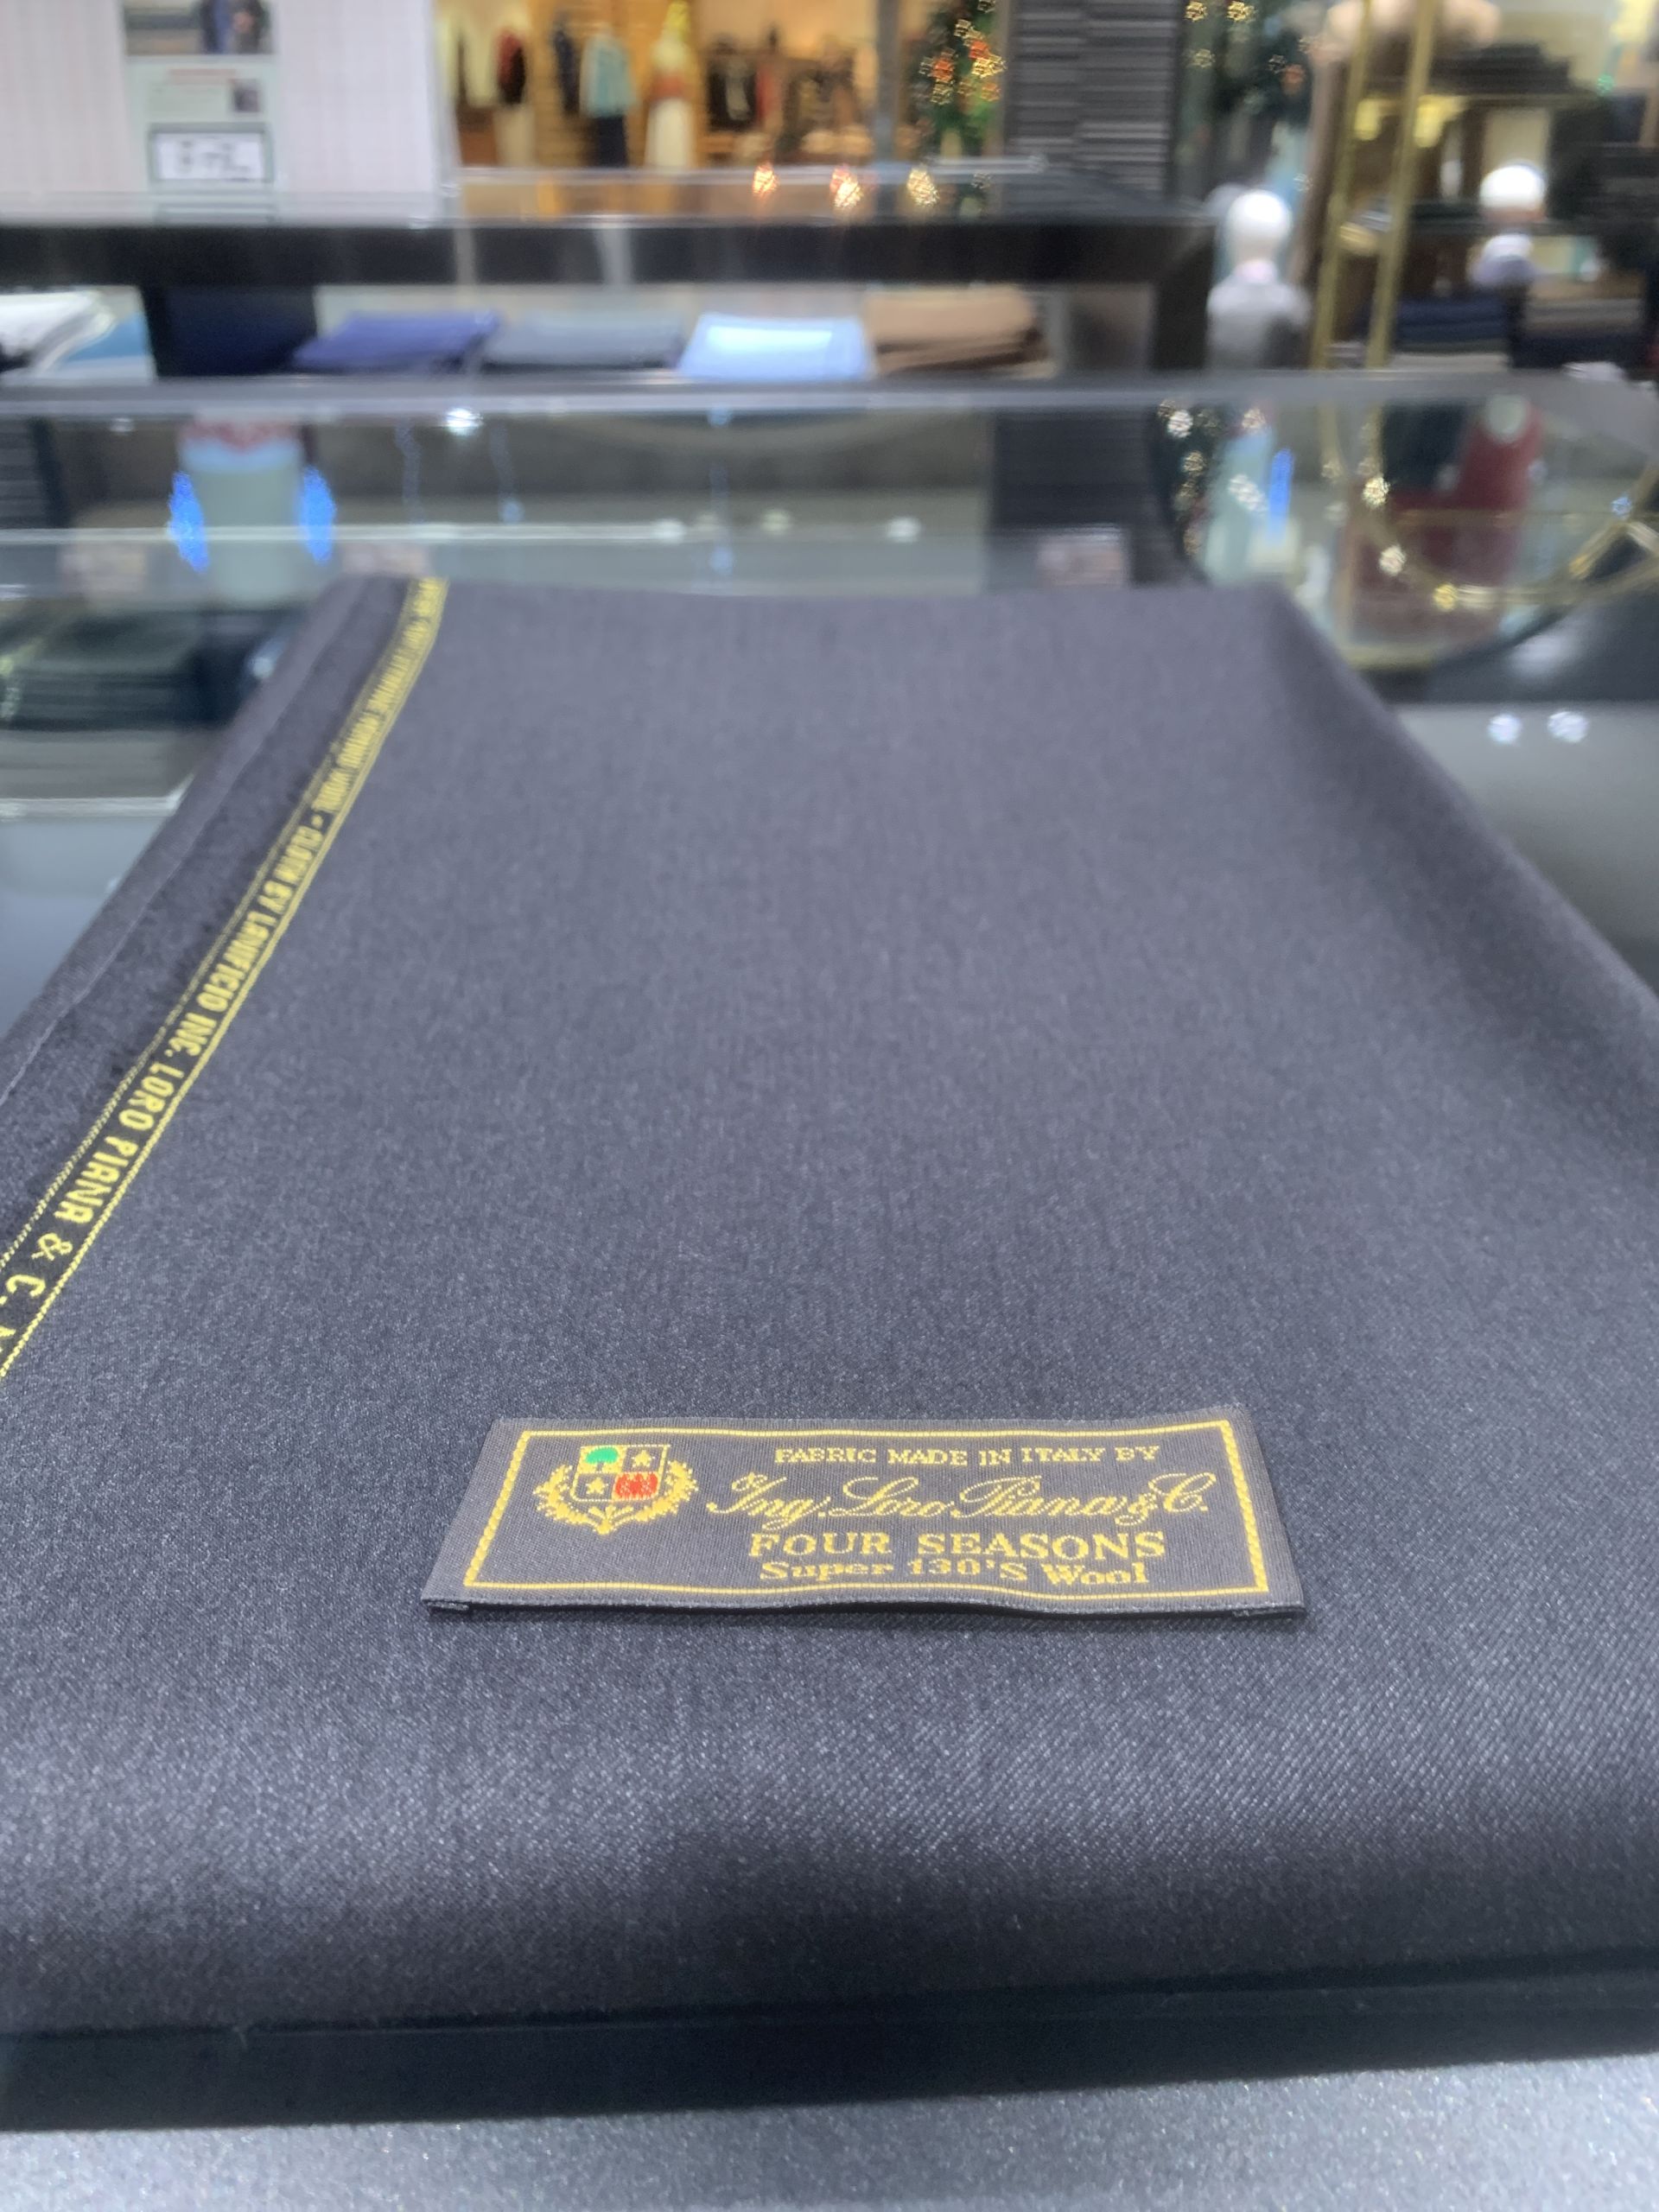 CLOTH BY LANIFICIO ING. LORO PIANA & C.
FABRIC MADE IN ITALY BY
Ing. Loro Piana & C.
FOUR SEASONS
Super 130'S Wool